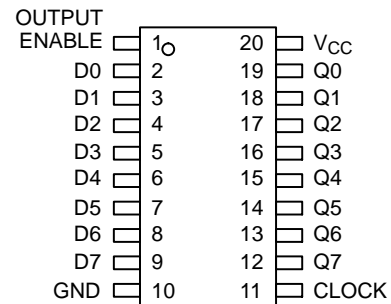 OUTPUT
ENABLE 1 20 VCC
D0 2 19 Q0
D1 3 18 Q1
D2 4 17 Q2
D3 5 16 Q3
D4 6 15 Q4
D5 7 14 Q5
D6 8 13 Q6
D7 9 12 Q7
GND 10 11 CLOCK